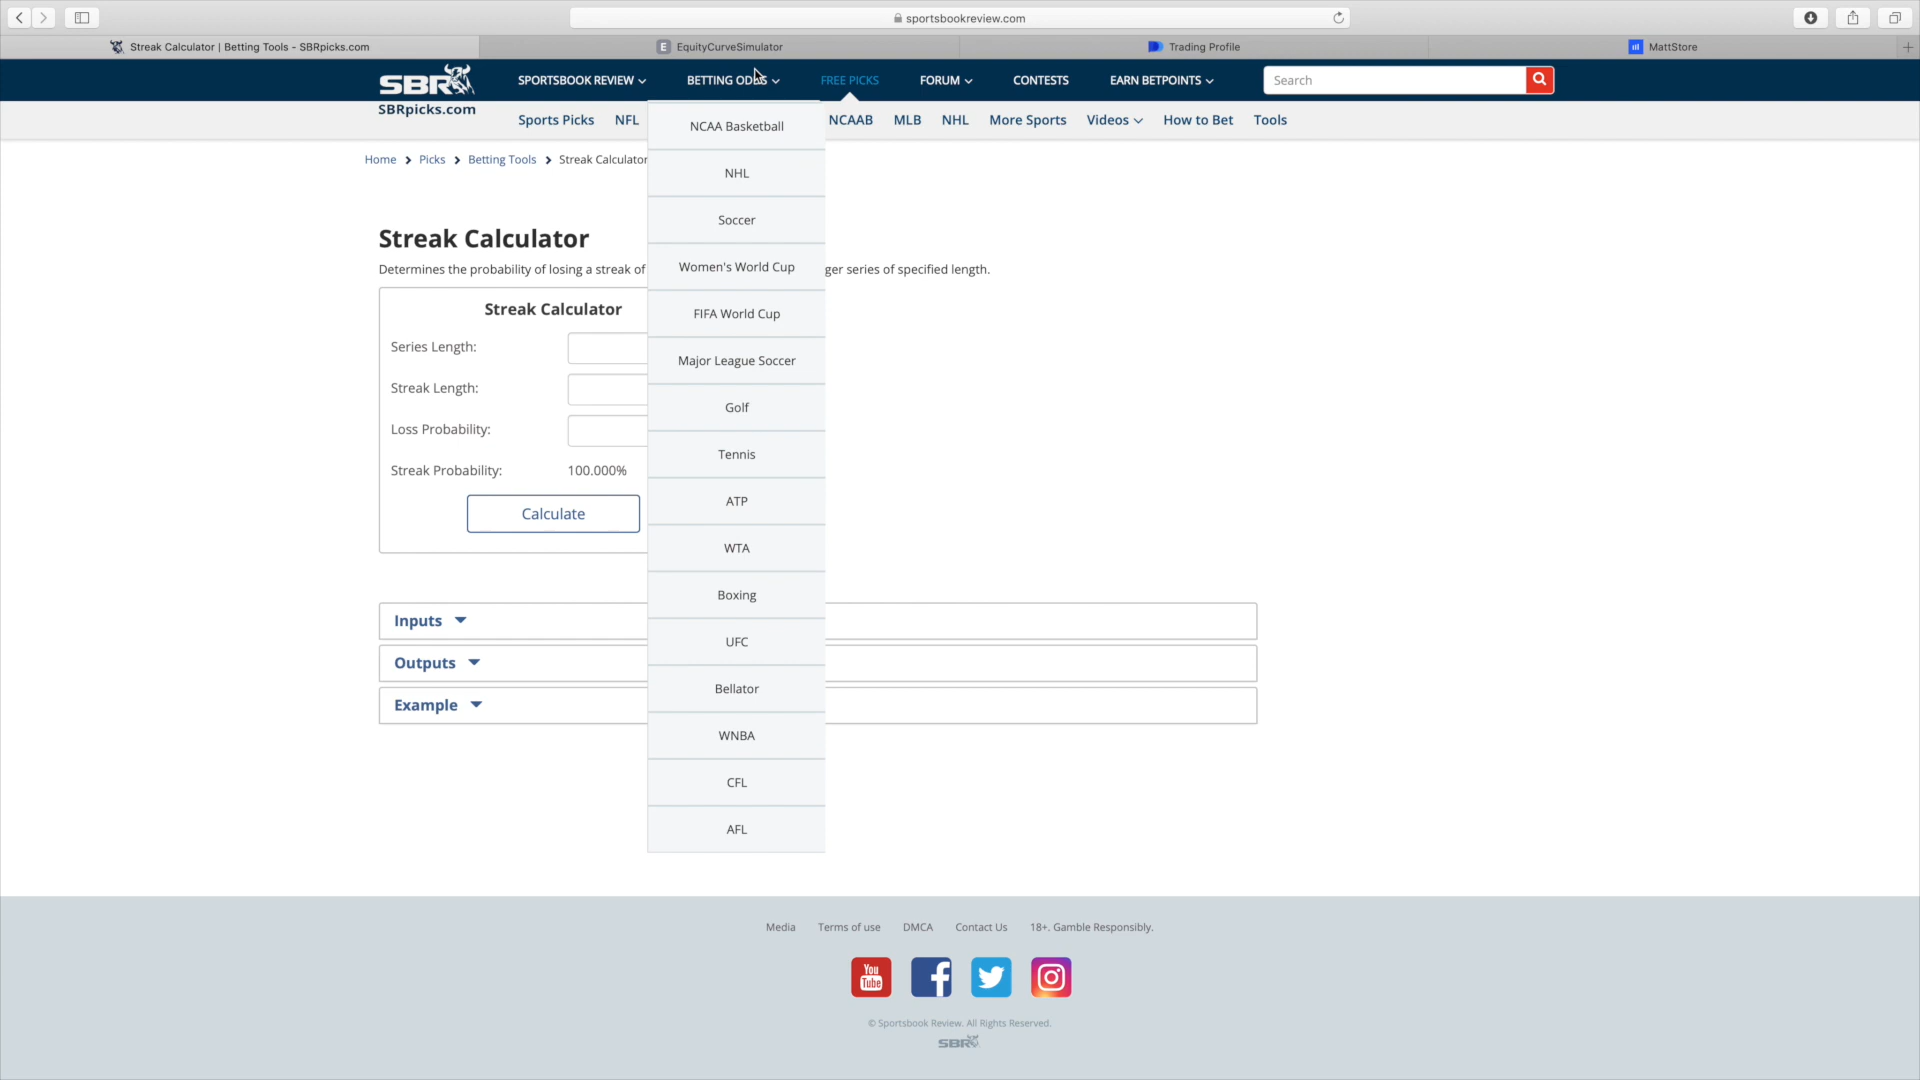 sportsbookreview.com
Streak Calculator | Betting Tools - SBRpicks.com
E EquityCurveSimulator
Trading Profile
MattStore
SBR
SBRpicks.com
SPORTSBOOK REVIEW
BETTING ODDS
FREE PICKS
FORUM
CONTESTS
EARN BETPOINTS
Search
Sports Picks
NFL
NCAAB
MLB
NHL
More Sports
Videos
How to Bet
Tools
Home > Picks > Betting Tools > Streak Calculator
NCAA Basketball
NHL
Soccer
Women's World Cup
FIFA World Cup
Major League Soccer
Golf
Tennis
ATP
WTA
Boxing
UFC
Bellator
WNBA
CFL
AFL
Streak Calculator
Determines the probability of losing a streak of ger series of specified length.
Streak Calculator
Series Length:
Streak Length:
Loss Probability:
Streak Probability: 100.000%
Calculate
Inputs
Outputs
Example
Media
Terms of use
DMCA
Contact Us
18+. Gamble Responsibly.
You Tube
© Sportsbook Review. All Rights Reserved.
SBR